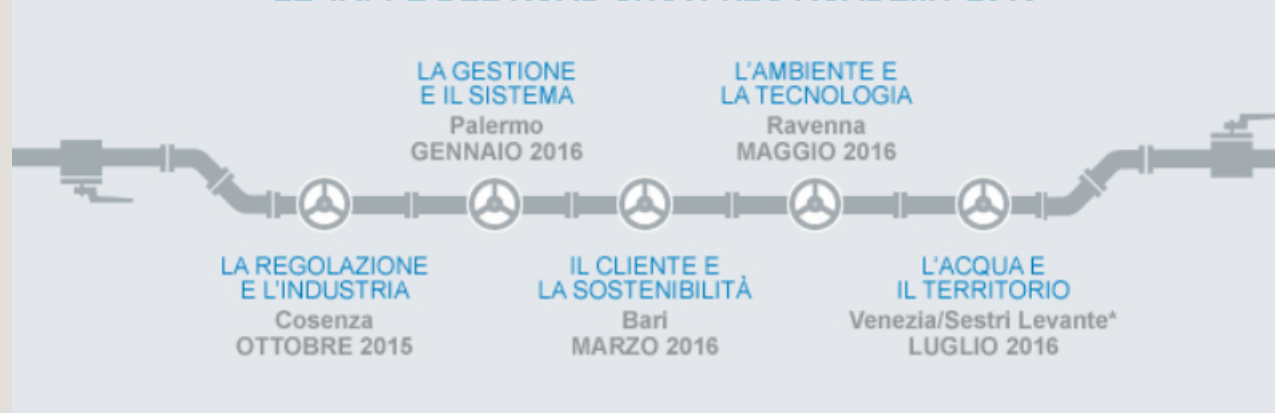 LA GESTIONE
E IL SISTEMA
Palermo
GENNAIO 2016
L'AMBIENTE E
LA TECNOLOGIA
Ravenna
MAGGIO 2016
LA REGOLAZIONE
E L'INDUSTRIA
Cosenza
OTTOBRE 2015
IL CLIENTE E
LA SOSTENIBILITÀ
Bari
MARZO 2016
L'ACQUA E
IL TERRITORIO
Venezia/Sestri Levante*
LUGLIO 2016